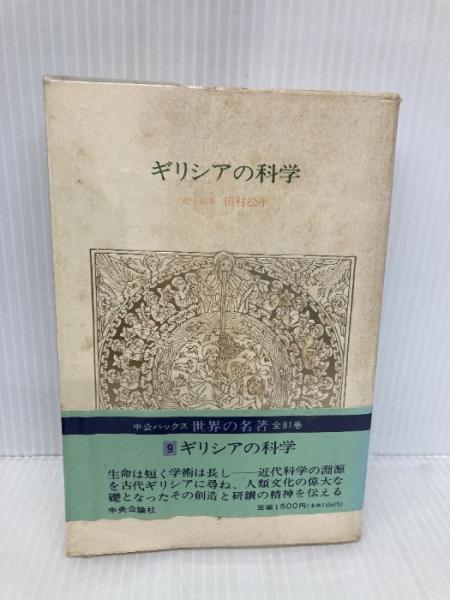 ギリシアの科学
責任編集 田村松平
中公バックス 世界の名著 全81巻
9 ギリシアの科学
生命は短く学術は長し——近代科学の淵源
を古代ギリシアに尋ね、人類文化の偉大な
礎となったその創造と研鑽の精神を伝える
中央公論社
定価1500円